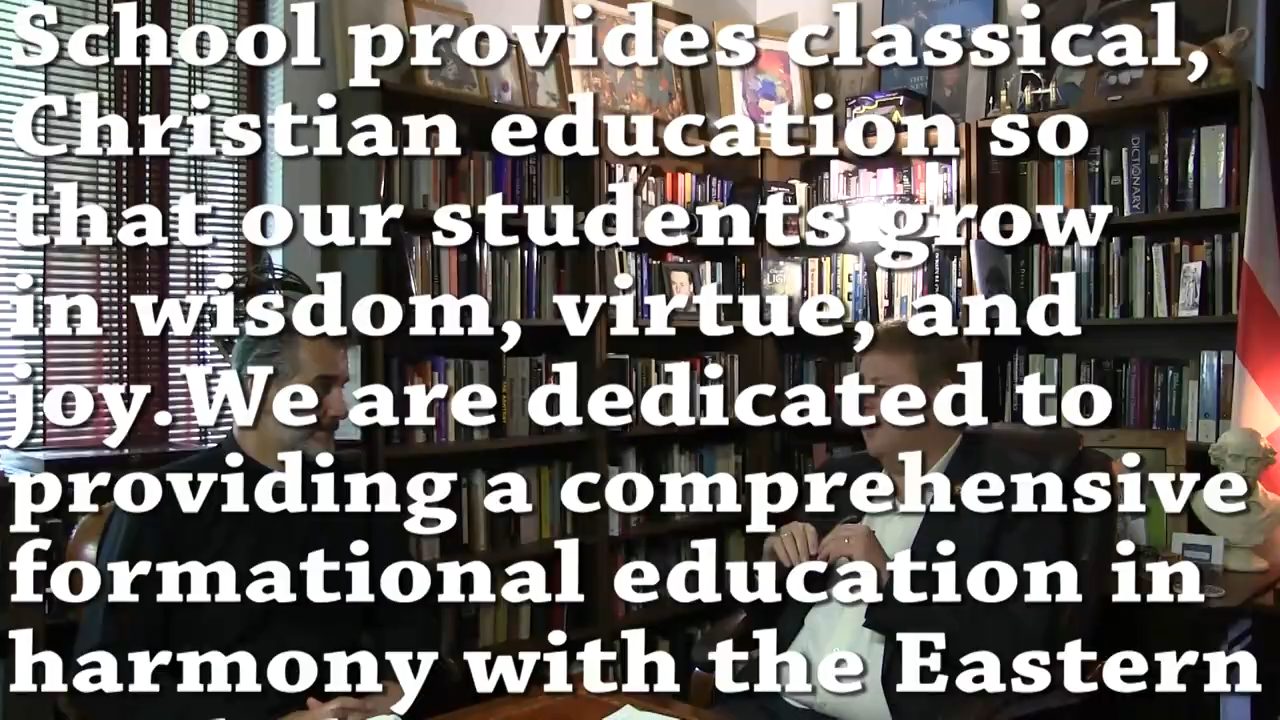 School provides classical,
Christian education so
that our students grow
in wisdom, virtue, and
joy.We are dedicated to
providing a comprehensive
formational education in
harmony with the Eastern
DICTIONARY